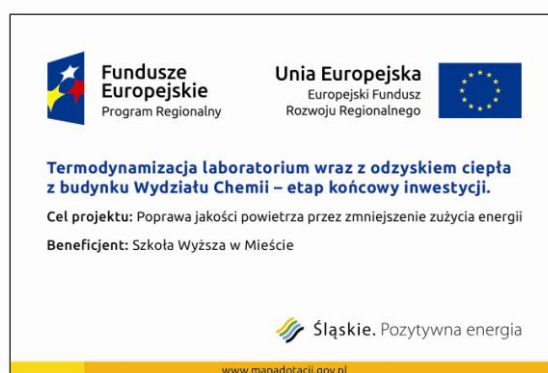 Fundusze
Europejskie
Program Regionalny
Unia Europejska
Europejski Fundusz
Rozwoju Regionalnego
Termodynamizacja laboratorium wraz z odzyskiem ciepła
z budynku Wydziału Chemii – etap końcowy inwestycji.
Cel projektu: Poprawa jakości powietrza przez zmniejszenie zużycia energii
Beneficjent: Szkoła Wyższa w Mieście
Śląskie. Pozytywna energia
www.mapadotacji.gov.pl